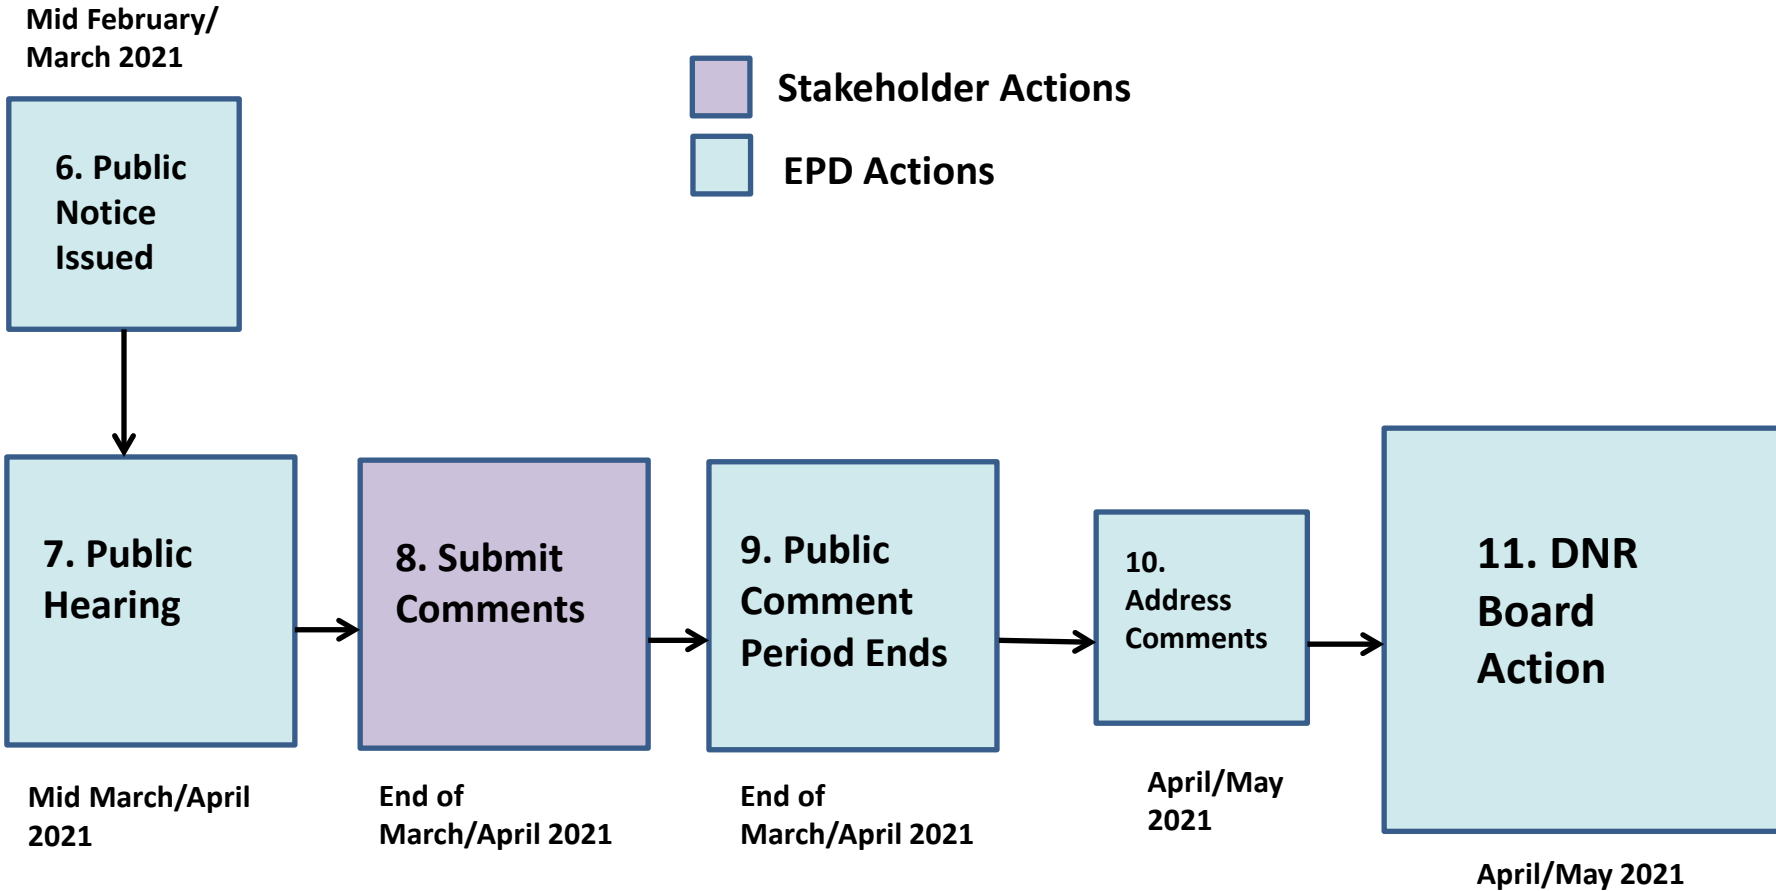 Mid February/
March 2021
Stakeholder Actions
EPD Actions
6. Public
Notice
Issued
7. Public
Hearing
8. Submit
Comments
9. Public
Comment
Period Ends
10.
Address
Comments
11. DNR
Board
Action
Mid March/April
2021
End of
March/April 2021
End of
March/April 2021
April/May
2021
April/May 2021